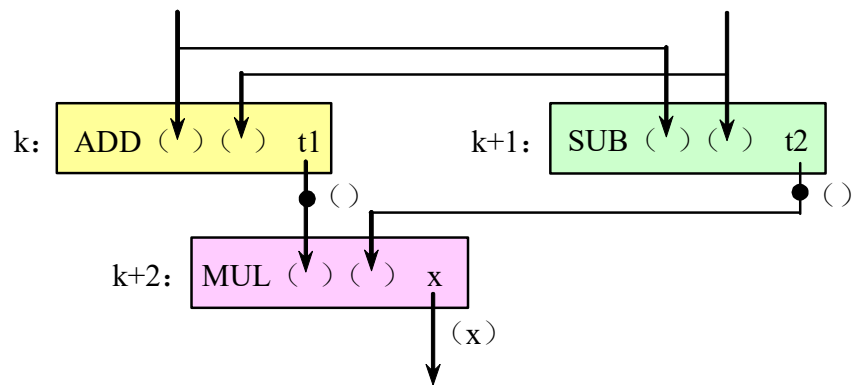 k： ADD （ ）（ ） t1
k+1： SUB （ ）（ ） t2
（ ）
（ ）
k+2： MUL （ ）（ ） x
（x）